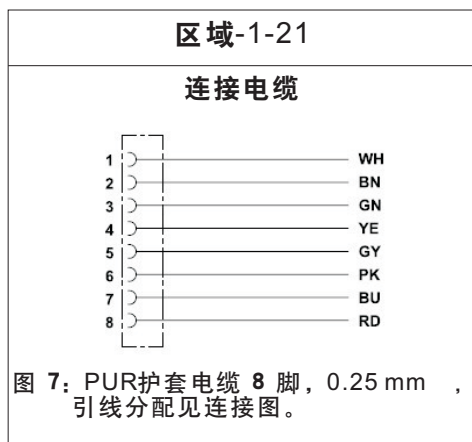 区域-1-21
连接电缆
1 WH
2 BN
3 GN
4 YE
5 GY
6 PK
7 BU
8 RD
图 7: PUR护套电缆 8 脚, 0.25 mm ,
引线分配见连接图。